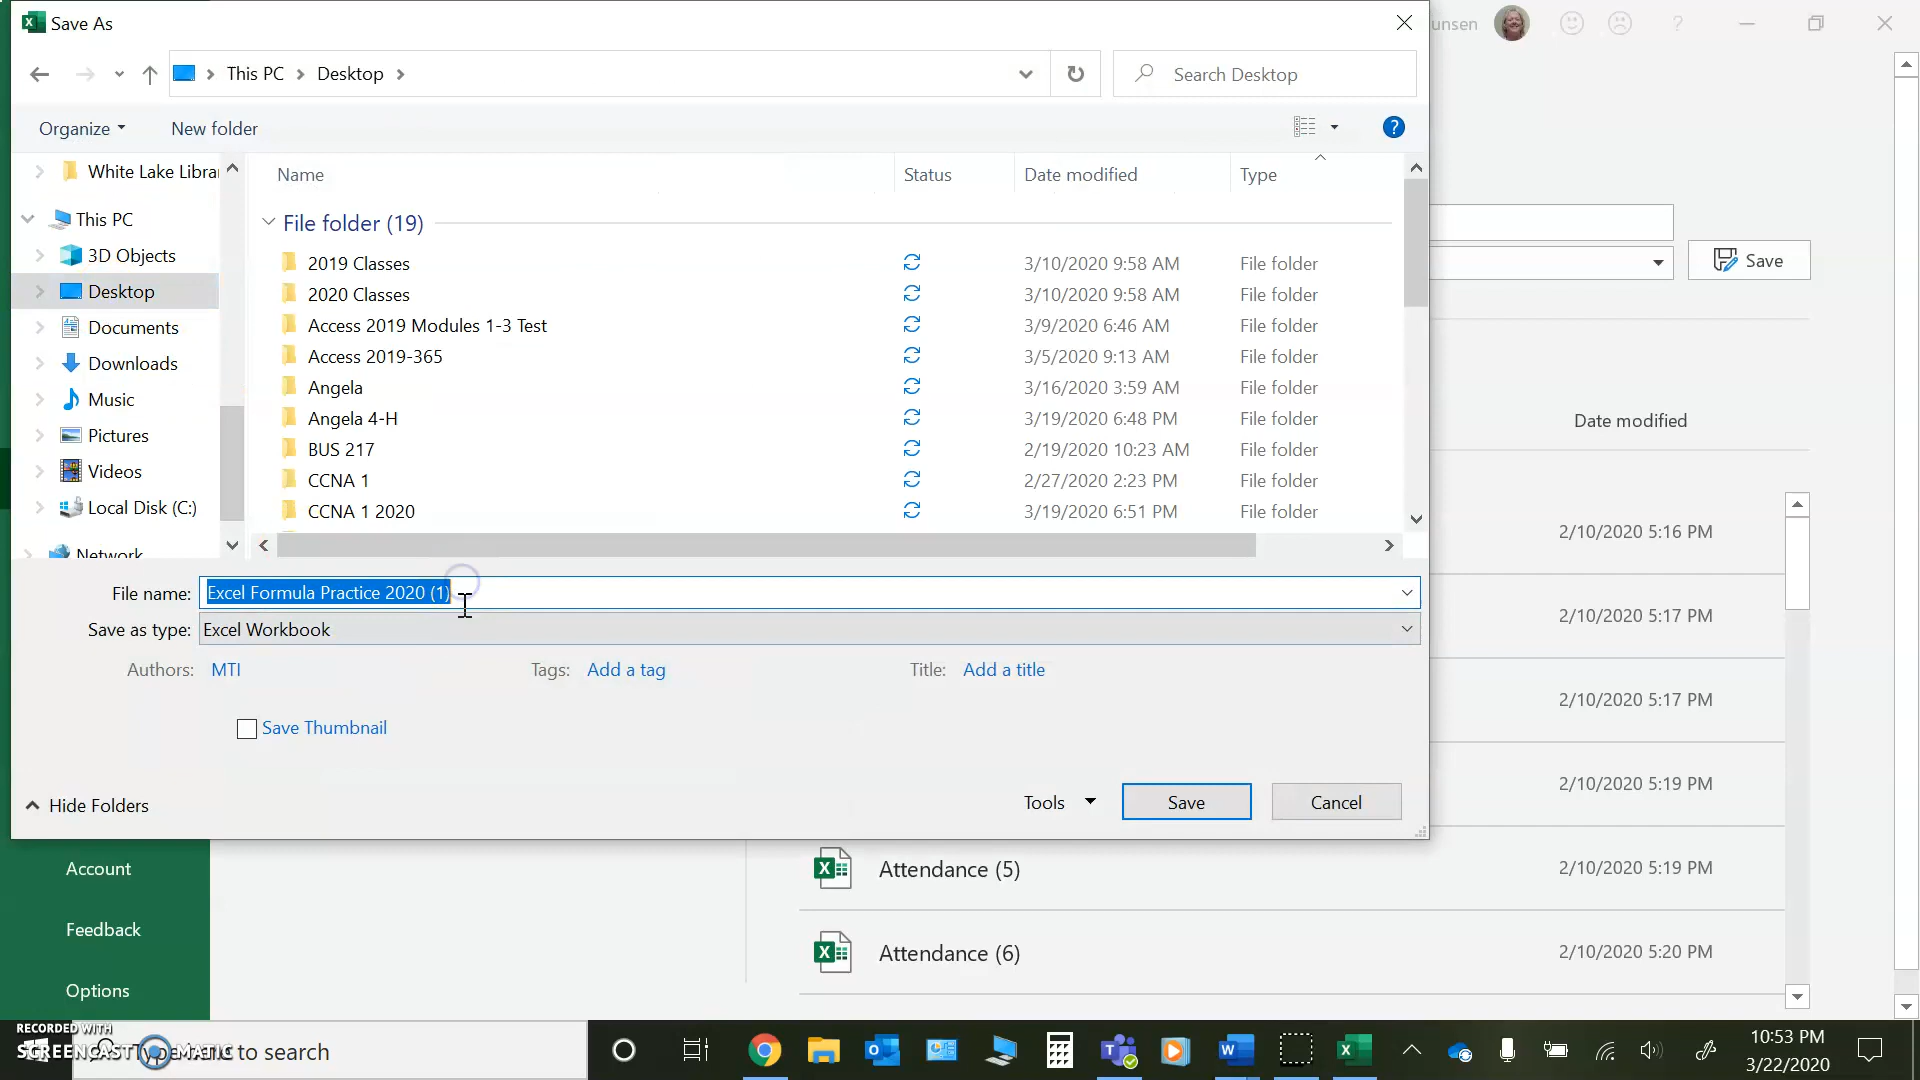 Save As
unsen
?
This PC
Desktop
Search Desktop
Organize
New folder
?
White Lake Librar
This PC
3D Objects
Desktop
Documents
Downloads
Music
Pictures
Videos
Local Disk (C:)
Network
Name
Status
Date modified
Type
File folder (19)
2019 Classes
3/10/2020 9:58 AM
File folder
2020 Classes
3/10/2020 9:58 AM
File folder
Access 2019 Modules 1-3 Test
3/9/2020 6:46 AM
File folder
Access 2019-365
3/5/2020 9:13 AM
File folder
Angela
3/16/2020 3:59 AM
File folder
Angela 4-H
3/19/2020 6:48 PM
File folder
BUS 217
2/19/2020 10:23 AM
File folder
CCNA 1
2/27/2020 2:23 PM
File folder
CCNA 1 2020
3/19/2020 6:51 PM
File folder
File name:
Excel Formula Practice 2020 (1)
Save as type:
Excel Workbook
Authors:
MTI
Tags:
Add a tag
Title:
Add a title
Save Thumbnail
Hide Folders
Tools
Save
Cancel
Save
Date modified
2/10/2020 5:16 PM
2/10/2020 5:17 PM
2/10/2020 5:17 PM
2/10/2020 5:19 PM
Attendance (5)
2/10/2020 5:19 PM
Attendance (6)
2/10/2020 5:20 PM
Account
Feedback
Options
RECORDED WITH
SCREENCAST MATIC
Type here to search
10:53 PM
3/22/2020